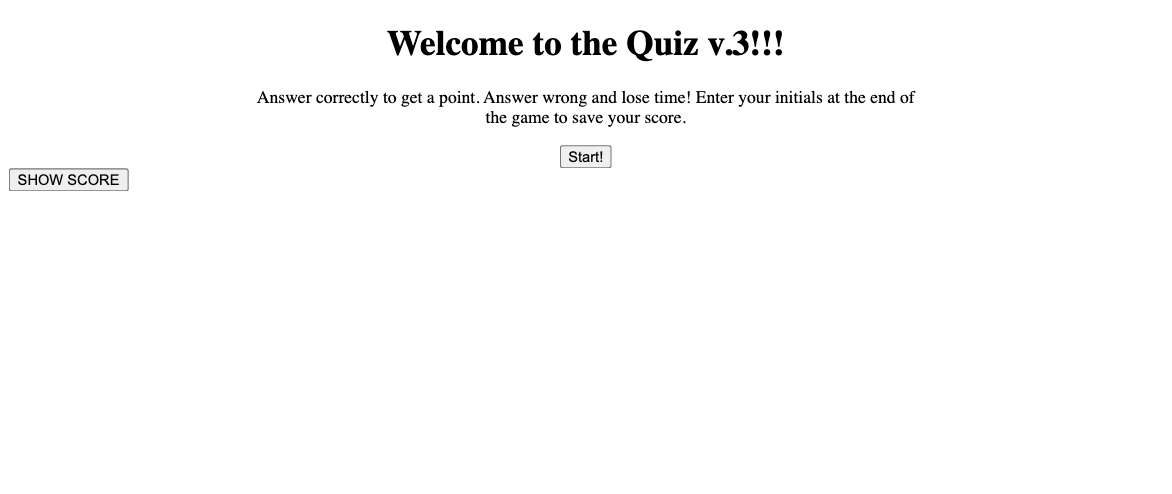 Welcome to the Quiz v.3!!!
Answer correctly to get a point. Answer wrong and lose time! Enter your initials at the end of
the game to save your score.
Start!
SHOW SCORE